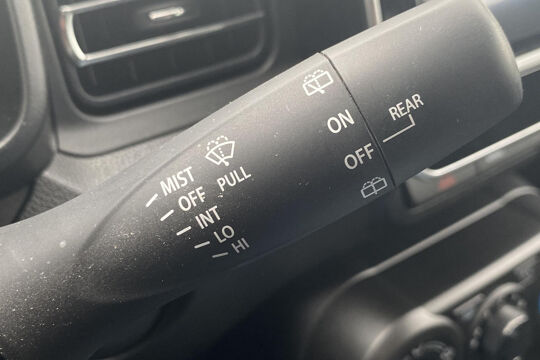 ON
REAR
OFF
MIST
OFF PULL
INT
LO
HI